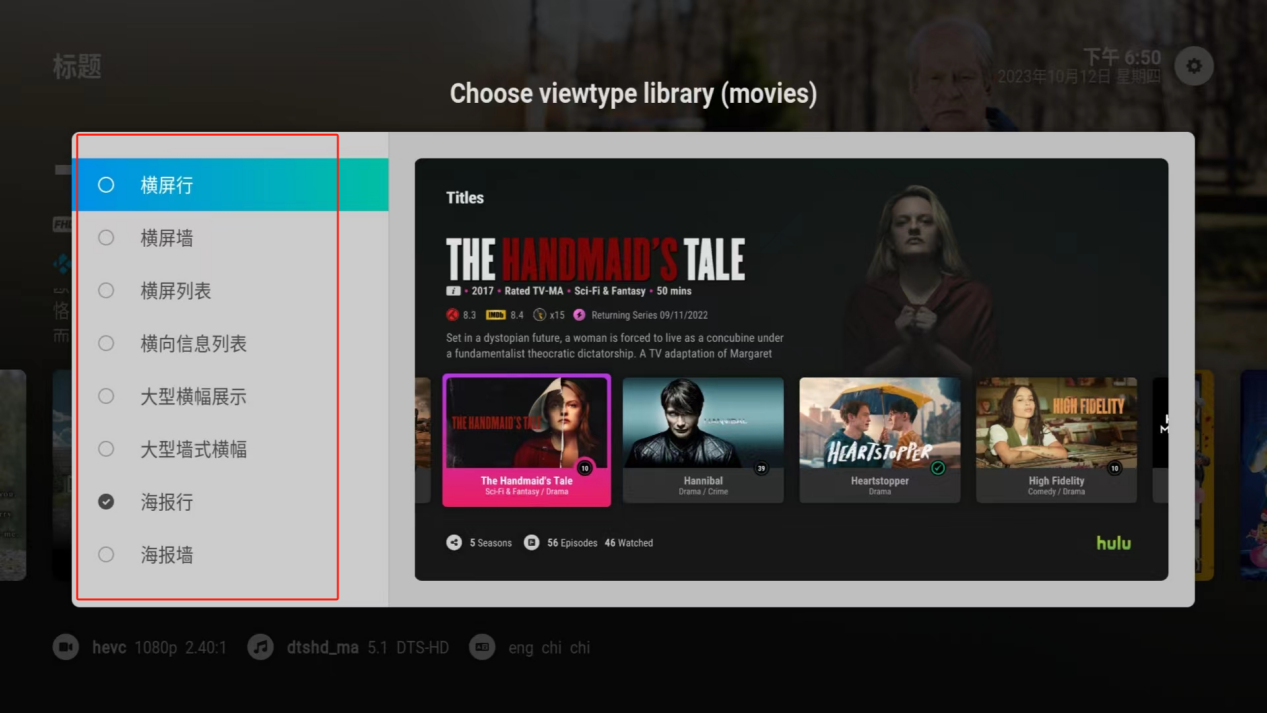 标题
下午 6:50
2023年10月12日 星期四
Choose viewtype library (movies)
横屏行
横屏墙
横屏列表
横向信息列表
大型横幅展示
大型墙式横幅
海报行
海报墙
Titles
THE HANDMAID'S TALE
2017 • Rated TV-MA • Sci-Fi & Fantasy • 50 mins
8.3 IMDb 8.4 x15 Returning Series 09/11/2022
Set in a dystopian future, a woman is forced to live as a concubine under
a fundamentalist theocratic dictatorship. A TV adaptation of Margaret
THE HANDMAID'S TALE
HEARTSTOPPER
HIGH FIDELITY
10
39
10
The Handmaid's Tale
Sci-Fi & Fantasy / Drama
Hannibal
Drama / Crime
Heartstopper
Drama
High Fidelity
Comedy / Drama
5 Seasons 56 Episodes 46 Watched
hulu
hevc 1080p 2.40:1 dtshd_ma 5.1 DTS-HD eng chi chi